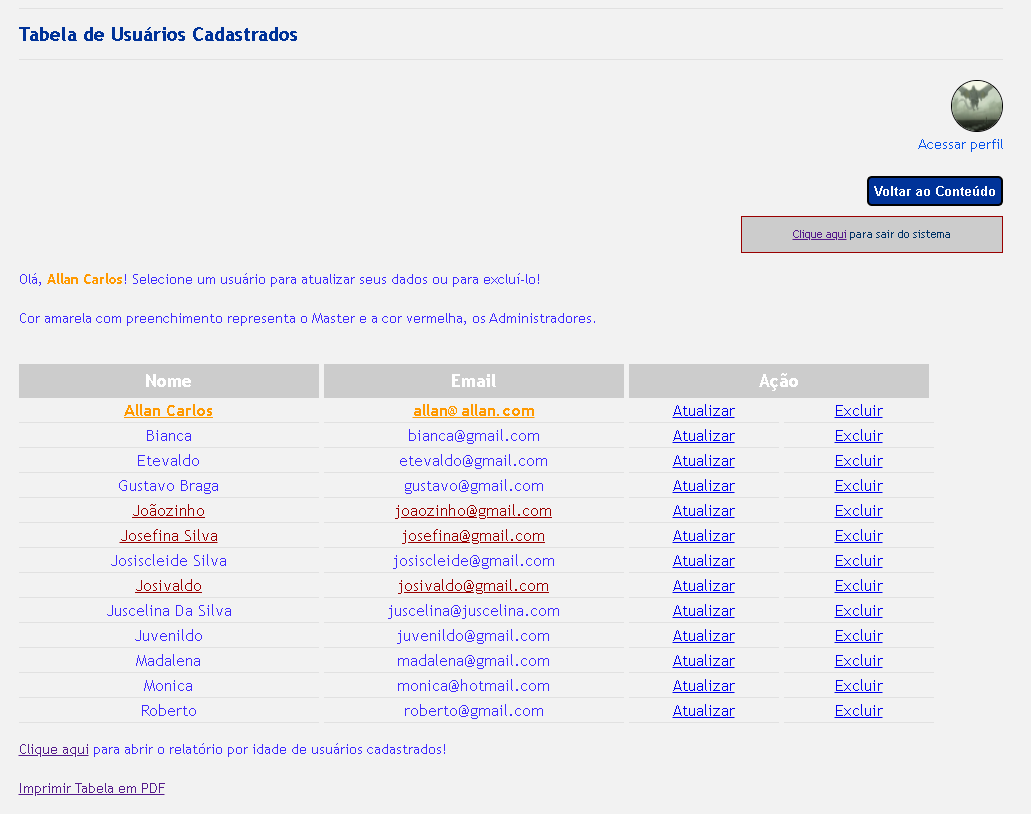 Tabela de Usuários Cadastrados
Acessar perfil
Voltar ao Conteúdo
Clique aqui para sair do sistema
Olá, Allan Carlos! Selecione um usuário para atualizar seus dados ou para excluí-lo!
Cor amarela com preenchimento representa o Master e a cor vermelha, os Administradores.
Nome Email Ação
Allan Carlos allan@allan.com Atualizar Excluir
Bianca bianca@gmail.com Atualizar Excluir
Etevaldo etevaldo@gmail.com Atualizar Excluir
Gustavo Braga gustavo@gmail.com Atualizar Excluir
Joãozinho joaozinho@gmail.com Atualizar Excluir
Josefina Silva josefina@gmail.com Atualizar Excluir
Josiscleide Silva josiscleide@gmail.com Atualizar Excluir
Josivaldo josivaldo@gmail.com Atualizar Excluir
Juscelina Da Silva juscelina@juscelina.com Atualizar Excluir
Juvenildo juvenildo@gmail.com Atualizar Excluir
Madalena madalena@gmail.com Atualizar Excluir
Monica monica@hotmail.com Atualizar Excluir
Roberto roberto@gmail.com Atualizar Excluir
Clique aqui para abrir o relatório por idade de usuários cadastrados!
Imprimir Tabela em PDF